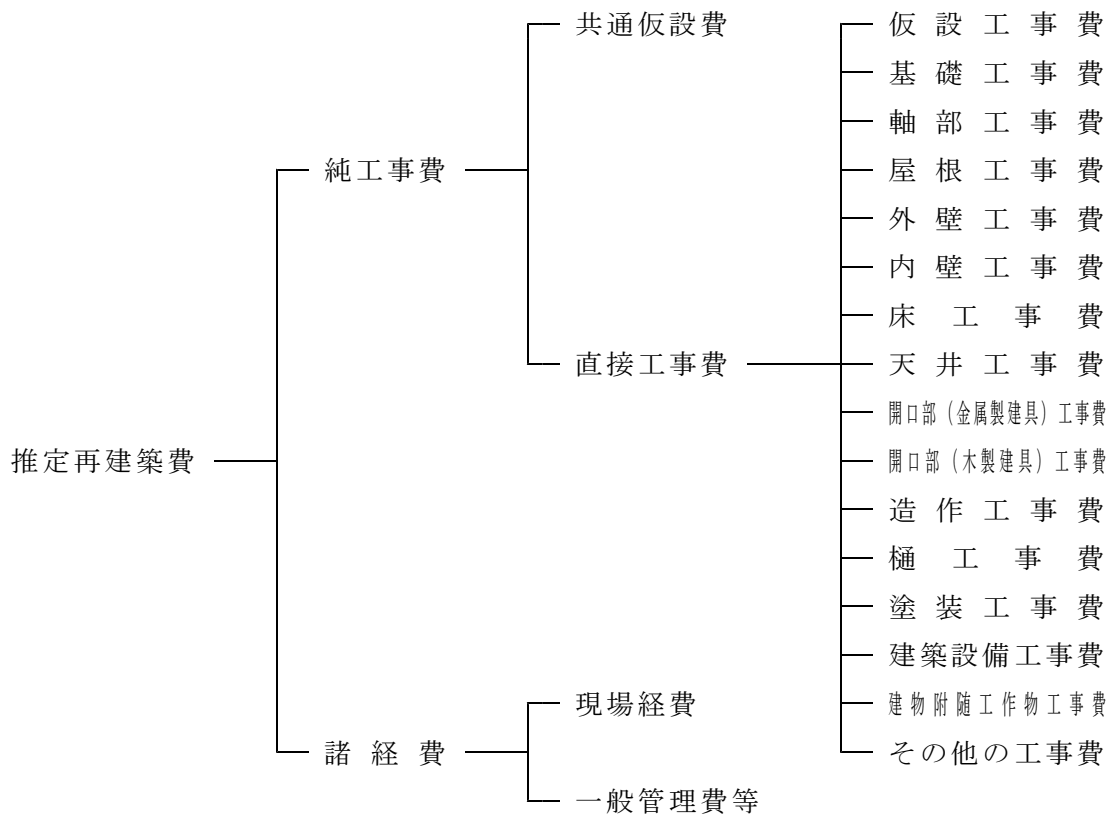 共通仮設費
仮設工事費
基礎工事費
軸部工事費
純工事費
屋根工事費
外壁工事費
内壁工事費
床工事費
直接工事費
天井工事費
開口部（金属製建具）工事費
推定再建築費
開口部（木製建具）工事費
造作工事費
樋工事費
塗装工事費
建築設備工事費
現場経費
建物附随工作物工事費
諸経費
その他の工事費
一般管理費等